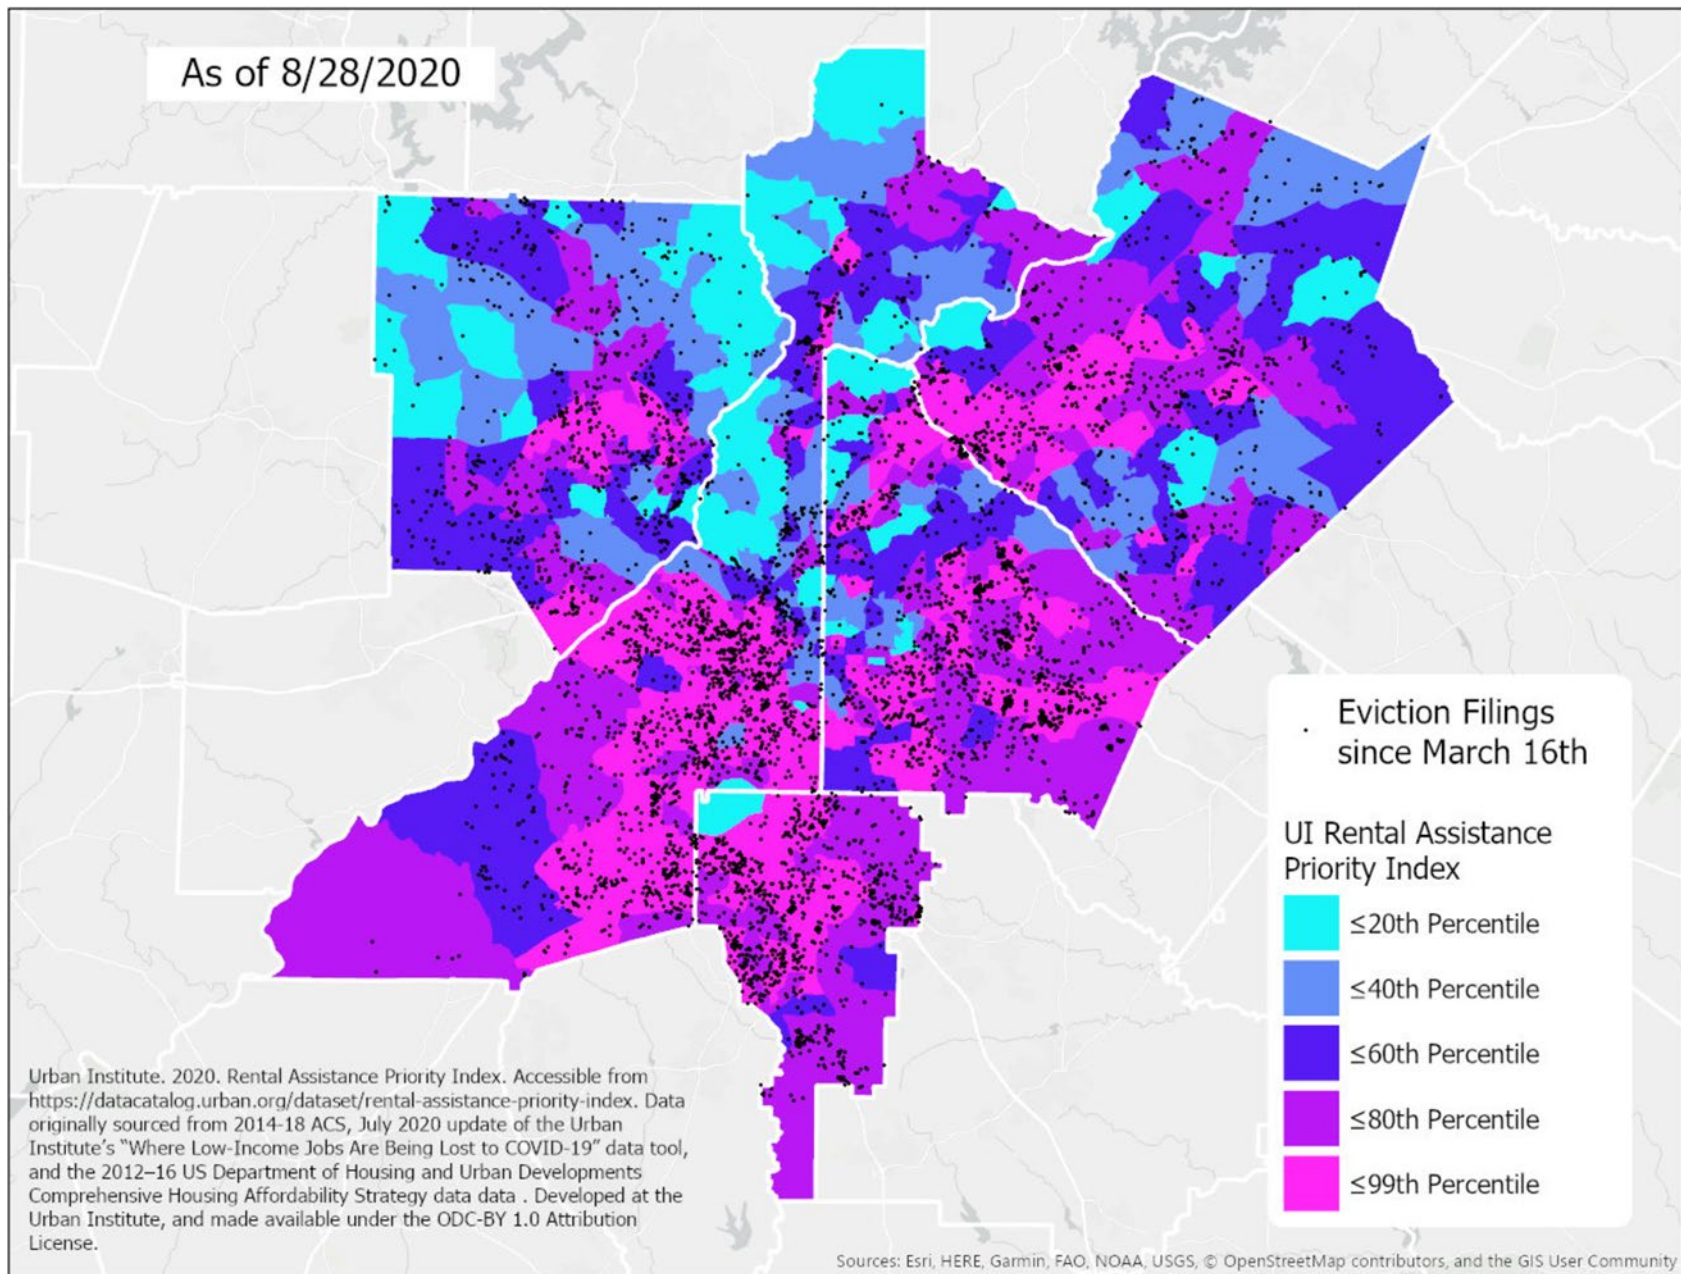 As of 8/28/2020
Eviction Filings
since March 16th
UI Rental Assistance
Priority Index
≤20th Percentile
≤40th Percentile
≤60th Percentile
≤80th Percentile
≤99th Percentile
Urban Institute. 2020. Rental Assistance Priority Index. Accessible from
https://datacatalog.urban.org/dataset/rental-assistance-priority-index. Data
originally sourced from 2014-18 ACS, July 2020 update of the Urban
Institute's “Where Low-Income Jobs Are Being Lost to COVID-19” data tool,
and the 2012–16 US Department of Housing and Urban Developments
Comprehensive Housing Affordability Strategy data data . Developed at the
Urban Institute, and made available under the ODC-BY 1.0 Attribution
License.
Sources: Esri, HERE, Garmin, FAO, NOAA, USGS, © OpenStreetMap contributors, and the GIS User Community